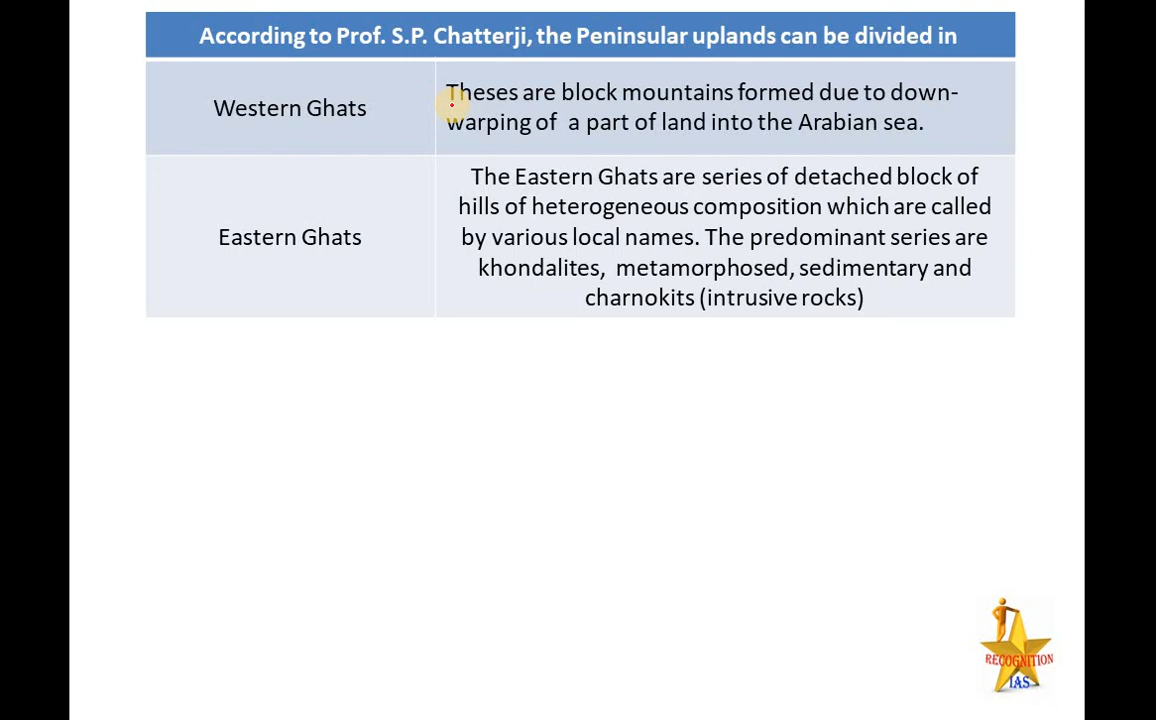 According to Prof. S.P. Chatterji, the Peninsular uplands can be divided in
Western Ghats
Theses are block mountains formed due to down-
warping of a part of land into the Arabian sea.
Eastern Ghats
The Eastern Ghats are series of detached block of
hills of heterogeneous composition which are called
by various local names. The predominant series are
khondalites, metamorphosed, sedimentary and
charnokits (intrusive rocks)
RECOGNITION
IAS